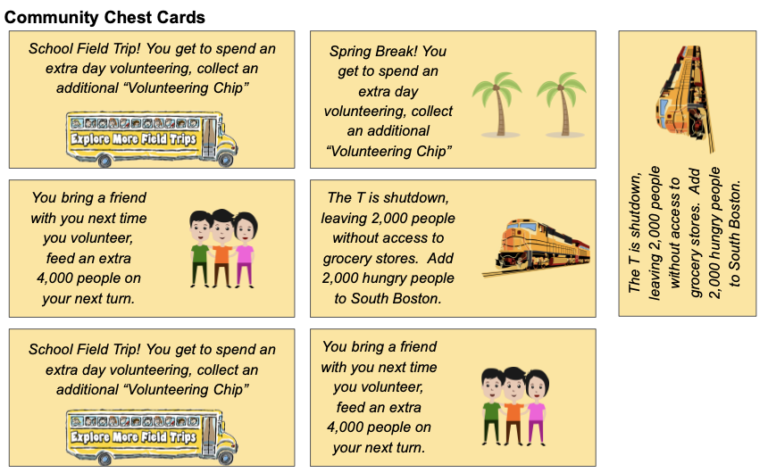 Community Chest Cards
School Field Trip! You get to spend an
extra day volunteering, collect an
additional “Volunteering Chip”
Explore More Field Trips
Spring Break! You
get to spend an
extra day
volunteering, collect
an additional
“Volunteering Chip”
The T is shutdown,
leaving 2,000 people
without access to
grocery stores. Add
2,000 hungry people
to South Boston.
You bring a friend
with you next time
you volunteer,
feed an extra
4,000 people on
your next turn.
The T is shutdown,
leaving 2,000 people
without access to
grocery stores. Add
2,000 hungry people
to South Boston.
School Field Trip! You get to spend an
extra day volunteering, collect an
additional “Volunteering Chip”
Explore More Field Trips
You bring a friend
with you next time
you volunteer,
feed an extra
4,000 people on
your next turn.